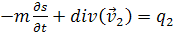 −m ∂s/∂t + div(v⃗₂) = q₂